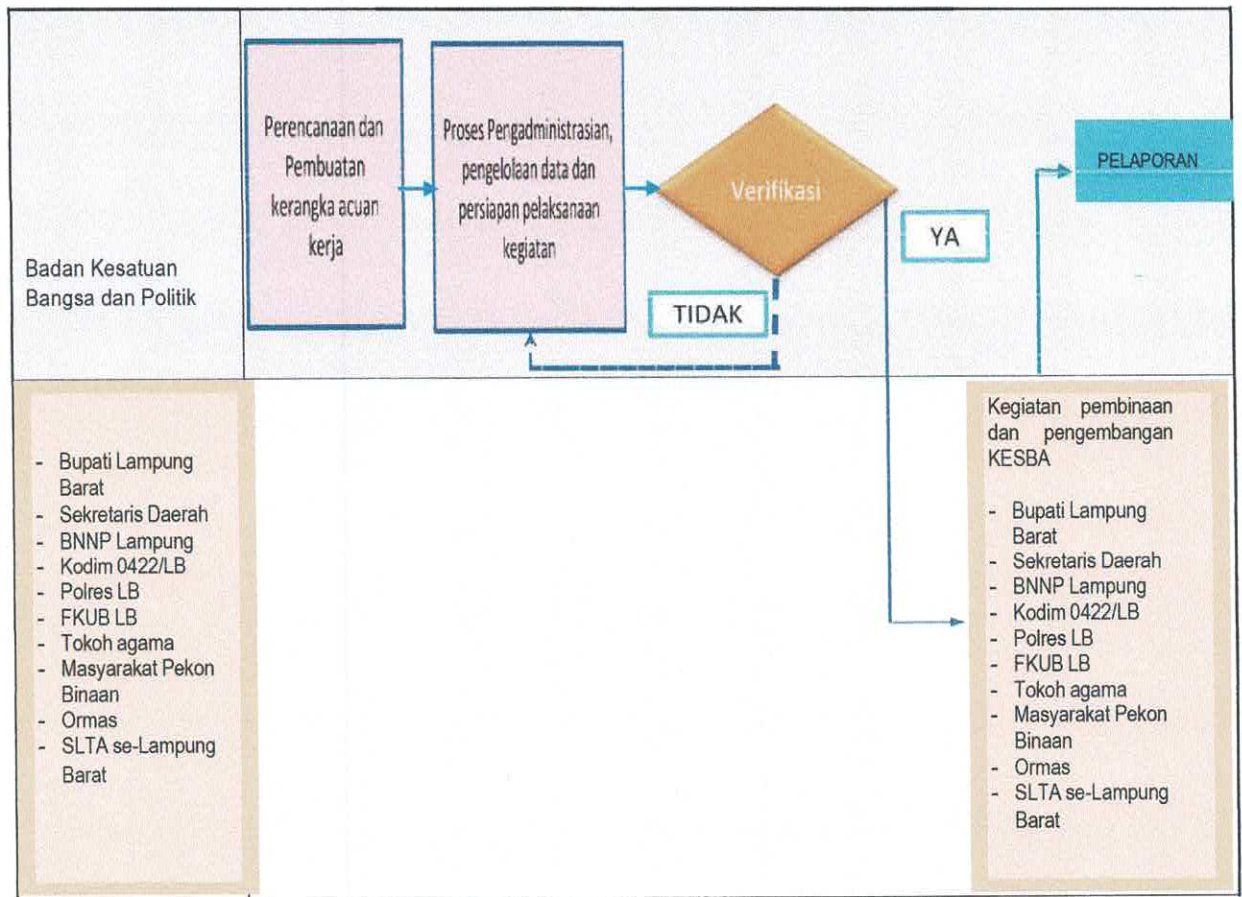 Badan Kesatuan
Bangsa dan Politik
Perencanaan dan
Pembuatan
kerangka acuan
kerja
Proses Pengadministrasian,
pengelolaan data dan
persiapan pelaksanaan
kegiatan
Verifikasi
YA
TIDAK
PELAPORAN
- Bupati Lampung
Barat
- Sekretaris Daerah
- BNNP Lampung
- Kodim 0422/LB
- Polres LB
- FKUB LB
- Tokoh agama
- Masyarakat Pekon
Binaan
- Ormas
- SLTA se-Lampung
Barat
Kegiatan pembinaan
dan pengembangan
KESBA
- Bupati Lampung
Barat
- Sekretaris Daerah
- BNNP Lampung
- Kodim 0422/LB
- Polres LB
- FKUB LB
- Tokoh agama
- Masyarakat Pekon
Binaan
- Ormas
- SLTA se-Lampung
Barat